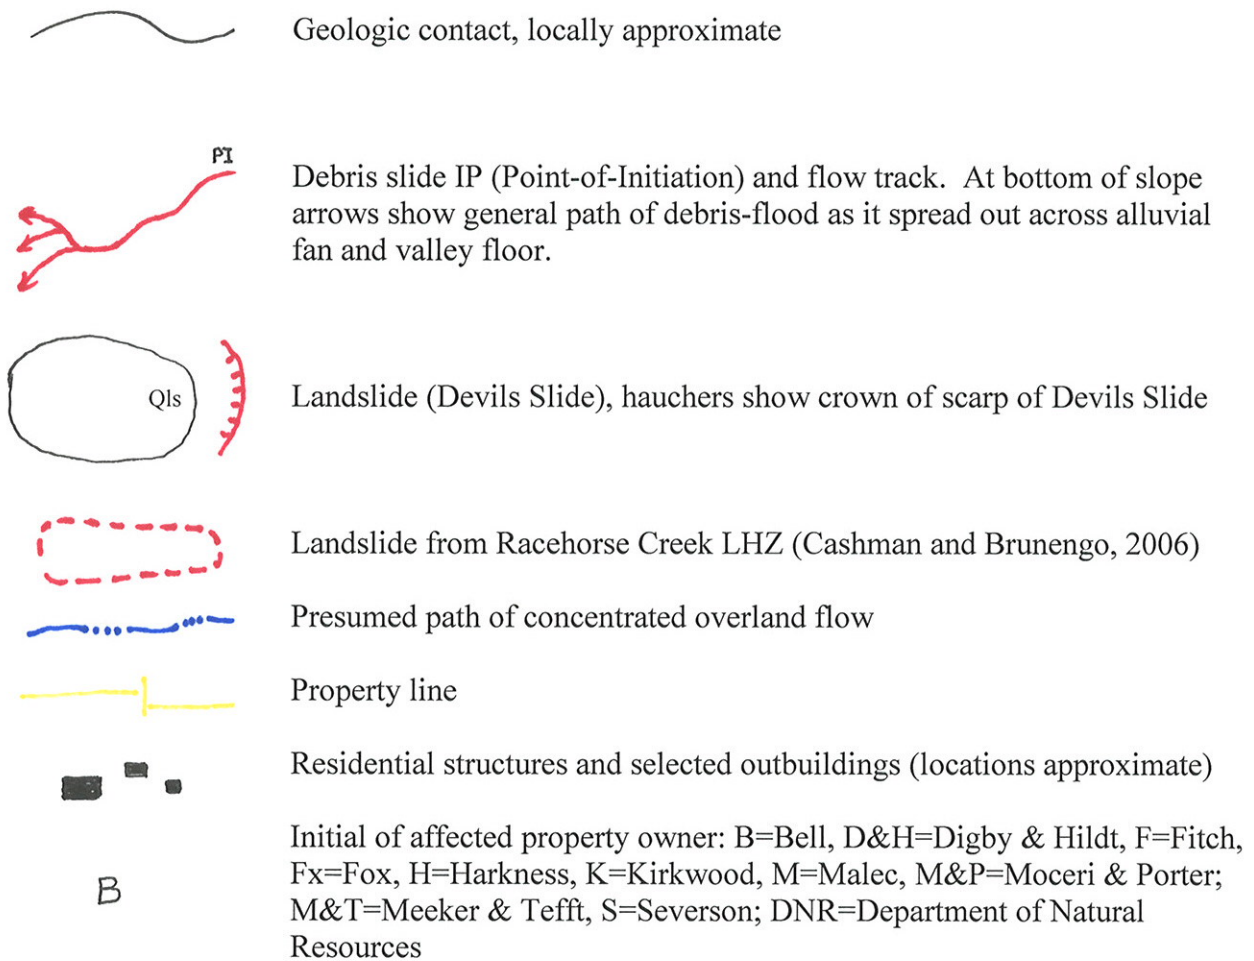 Geologic contact, locally approximate
PI
Debris slide IP (Point-of-Initiation) and flow track.  At bottom of slope
arrows show general path of debris-flood as it spread out across alluvial
fan and valley floor.
Qls
Landslide (Devils Slide), hauchers show crown of scarp of Devils Slide
Landslide from Racehorse Creek LHZ (Cashman and Brunengo, 2006)
Presumed path of concentrated overland flow
Property line
Residential structures and selected outbuildings (locations approximate)
B
Initial of affected property owner: B=Bell, D&H=Digby & Hildt, F=Fitch,
Fx=Fox, H=Harkness, K=Kirkwood, M=Malec, M&P=Moceri & Porter;
M&T=Meeker & Tefft, S=Severson; DNR=Department of Natural
Resources